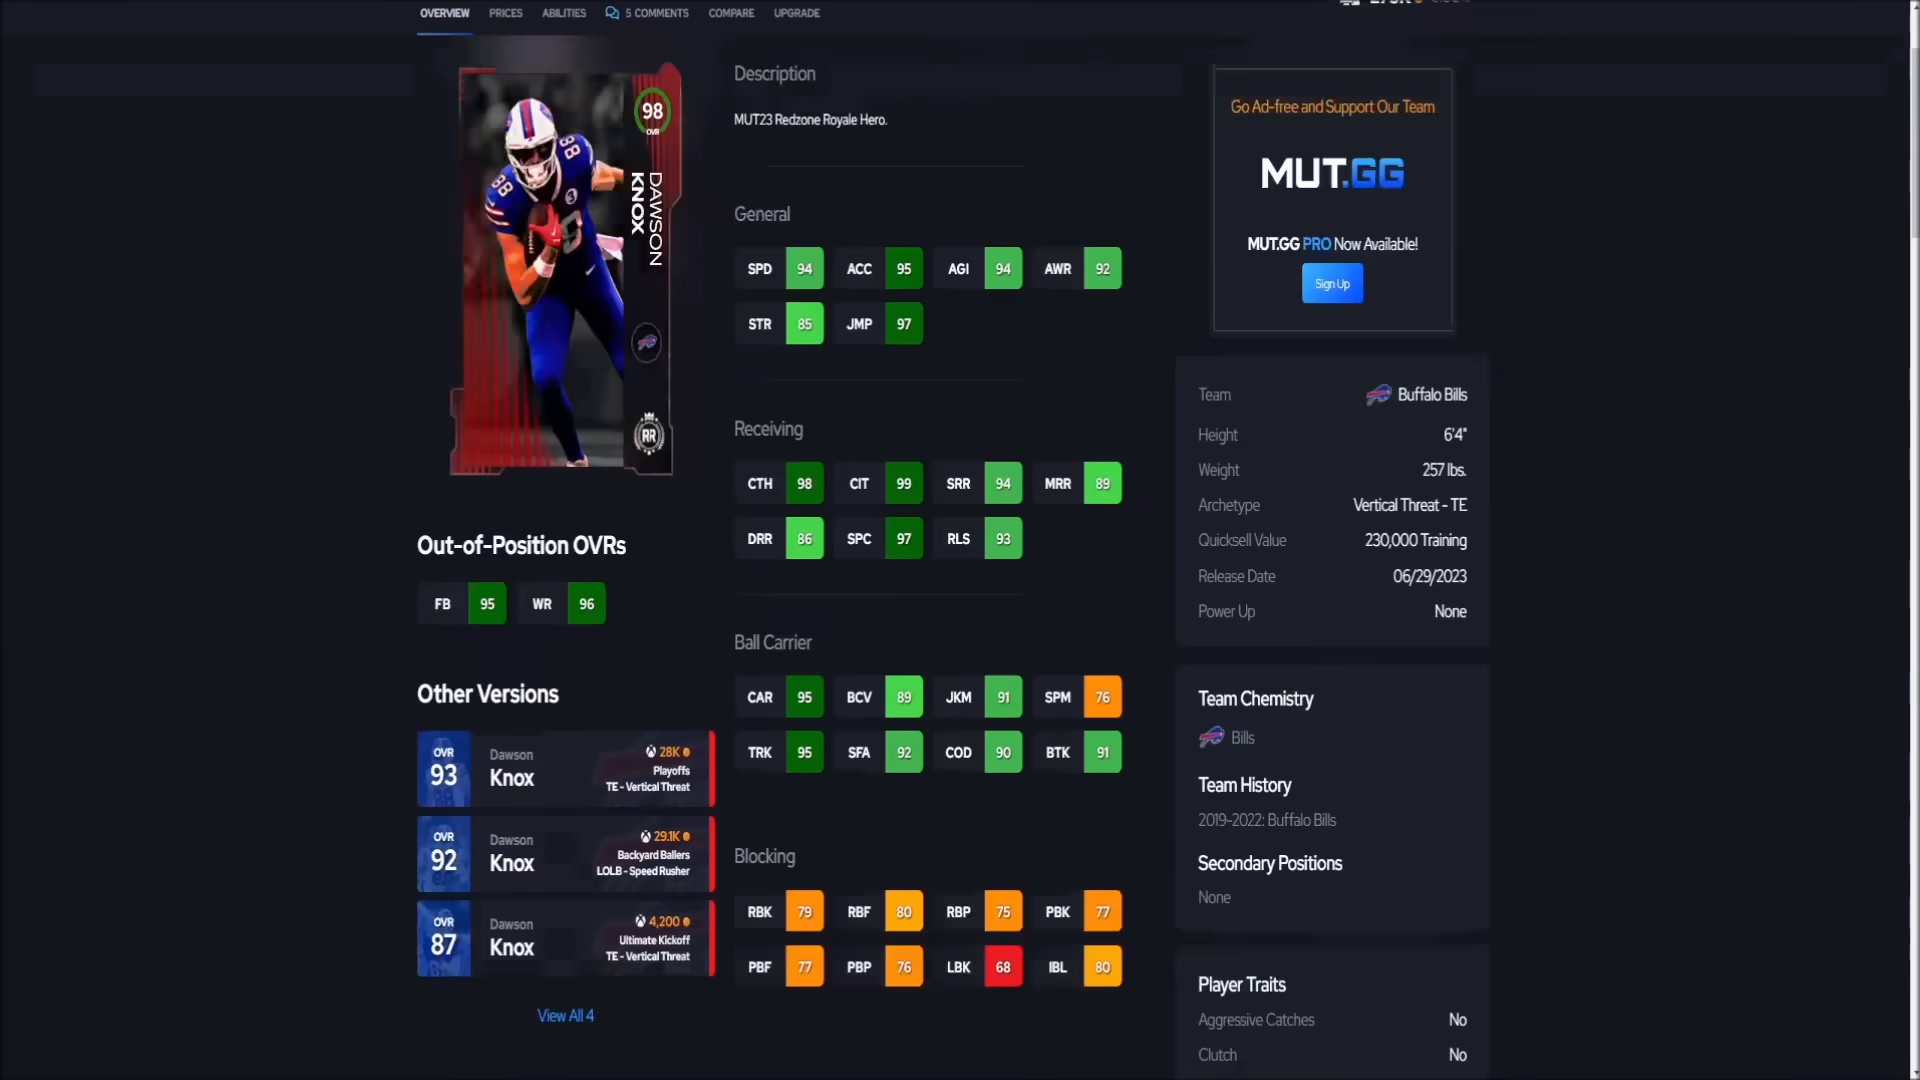 OVERVIEW PRICES ABILITIES 5 COMMENTS COMPARE UPGRADE
98
OVR
DAWSON
KNOX
88
88
RR
Description
MUT23 Redzone Royale Hero.
General
SPD 94 ACC 95 AGI 94 AWR 92
STR 85 JMP 97
Receiving
CTH 98 CIT 99 SRR 94 MRR 89
DRR 86 SPC 97 RLS 93
Ball Carrier
CAR 95 BCV 89 JKM 91 SPM 76
TRK 95 SFA 92 COD 90 BTK 91
Blocking
RBK 79 RBF 80 RBP 75 PBK 77
PBF 77 PBP 76 LBK 68 IBL 80
Out-of-Position OVRs
FB 95 WR 96
Other Versions
OVR 93 Dawson Knox 28K Playoffs TE - Vertical Threat
OVR 92 Dawson Knox 29.1K Backyard Ballers LOLB - Speed Rusher
OVR 87 Dawson Knox 4,200 Ultimate Kickoff TE - Vertical Threat
View All 4
Go Ad-free and Support Our Team
MUT.GG
MUT.GG PRO Now Available!
Sign Up
Team Buffalo Bills
Height 6'4"
Weight 257 lbs.
Archetype Vertical Threat - TE
Quicksell Value 230,000 Training
Release Date 06/29/2023
Power Up None
Team Chemistry
Bills
Team History
2019-2022: Buffalo Bills
Secondary Positions
None
Player Traits
Aggressive Catches No
Clutch No